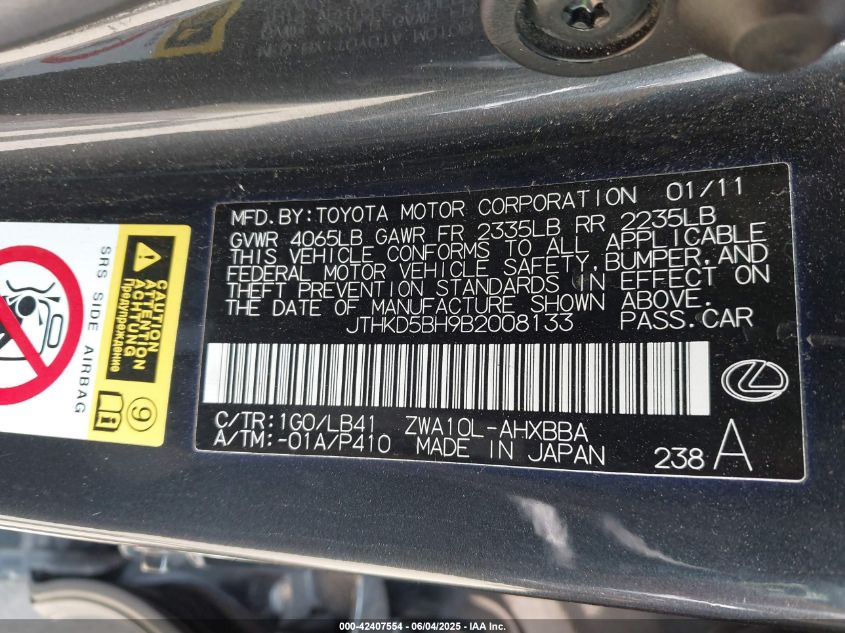 MFD.BY:TOYOTA MOTOR CORPORATION 01/11
GVWR 4065LB GAWR FR 2335LB RR 2235LB
THIS VEHICLE CONFORMS TO ALL APPLICABLE
FEDERAL MOTOR VEHICLE SAFETY,BUMPER,AND
THEFT PREVENTION STANDARDS IN EFFECT ON
THE DATE OF MANUFACTURE SHOWN ABOVE.
JTHKD5BH9B2008133 PASS.CAR
C/TR:1G0/LB41 ZWA10L-AHXBBA
A/TM:-01A/P410 MADE IN JAPAN 238 A
CAUTION
ATTENTION
ACHTUNG
Предупреждение
SRS SIDE AIRBAG
9
000-42407554 - 06/04/2025 - IAA Inc.